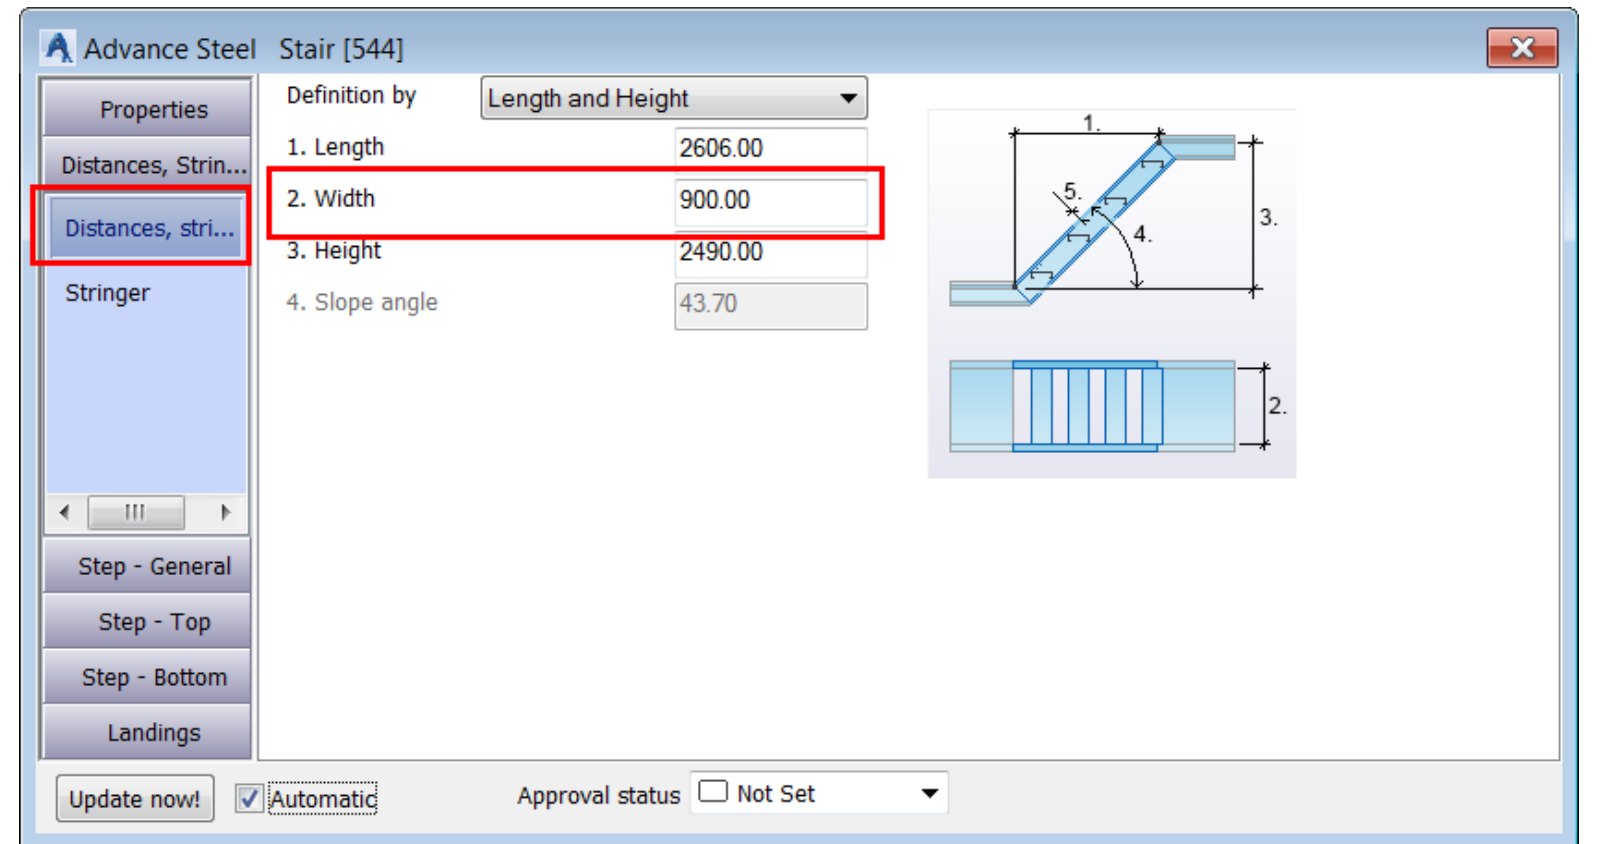 Advance Steel Stair [544]
Properties
Distances, Strin...
Distances, stri...
Stringer
Step - General
Step - Top
Step - Bottom
Landings
Definition by Length and Height
1. Length 2606.00
2. Width 900.00
3. Height 2490.00
4. Slope angle 43.70
1.
5.
4.
3.
2.
Update now! Automatic Approval status Not Set